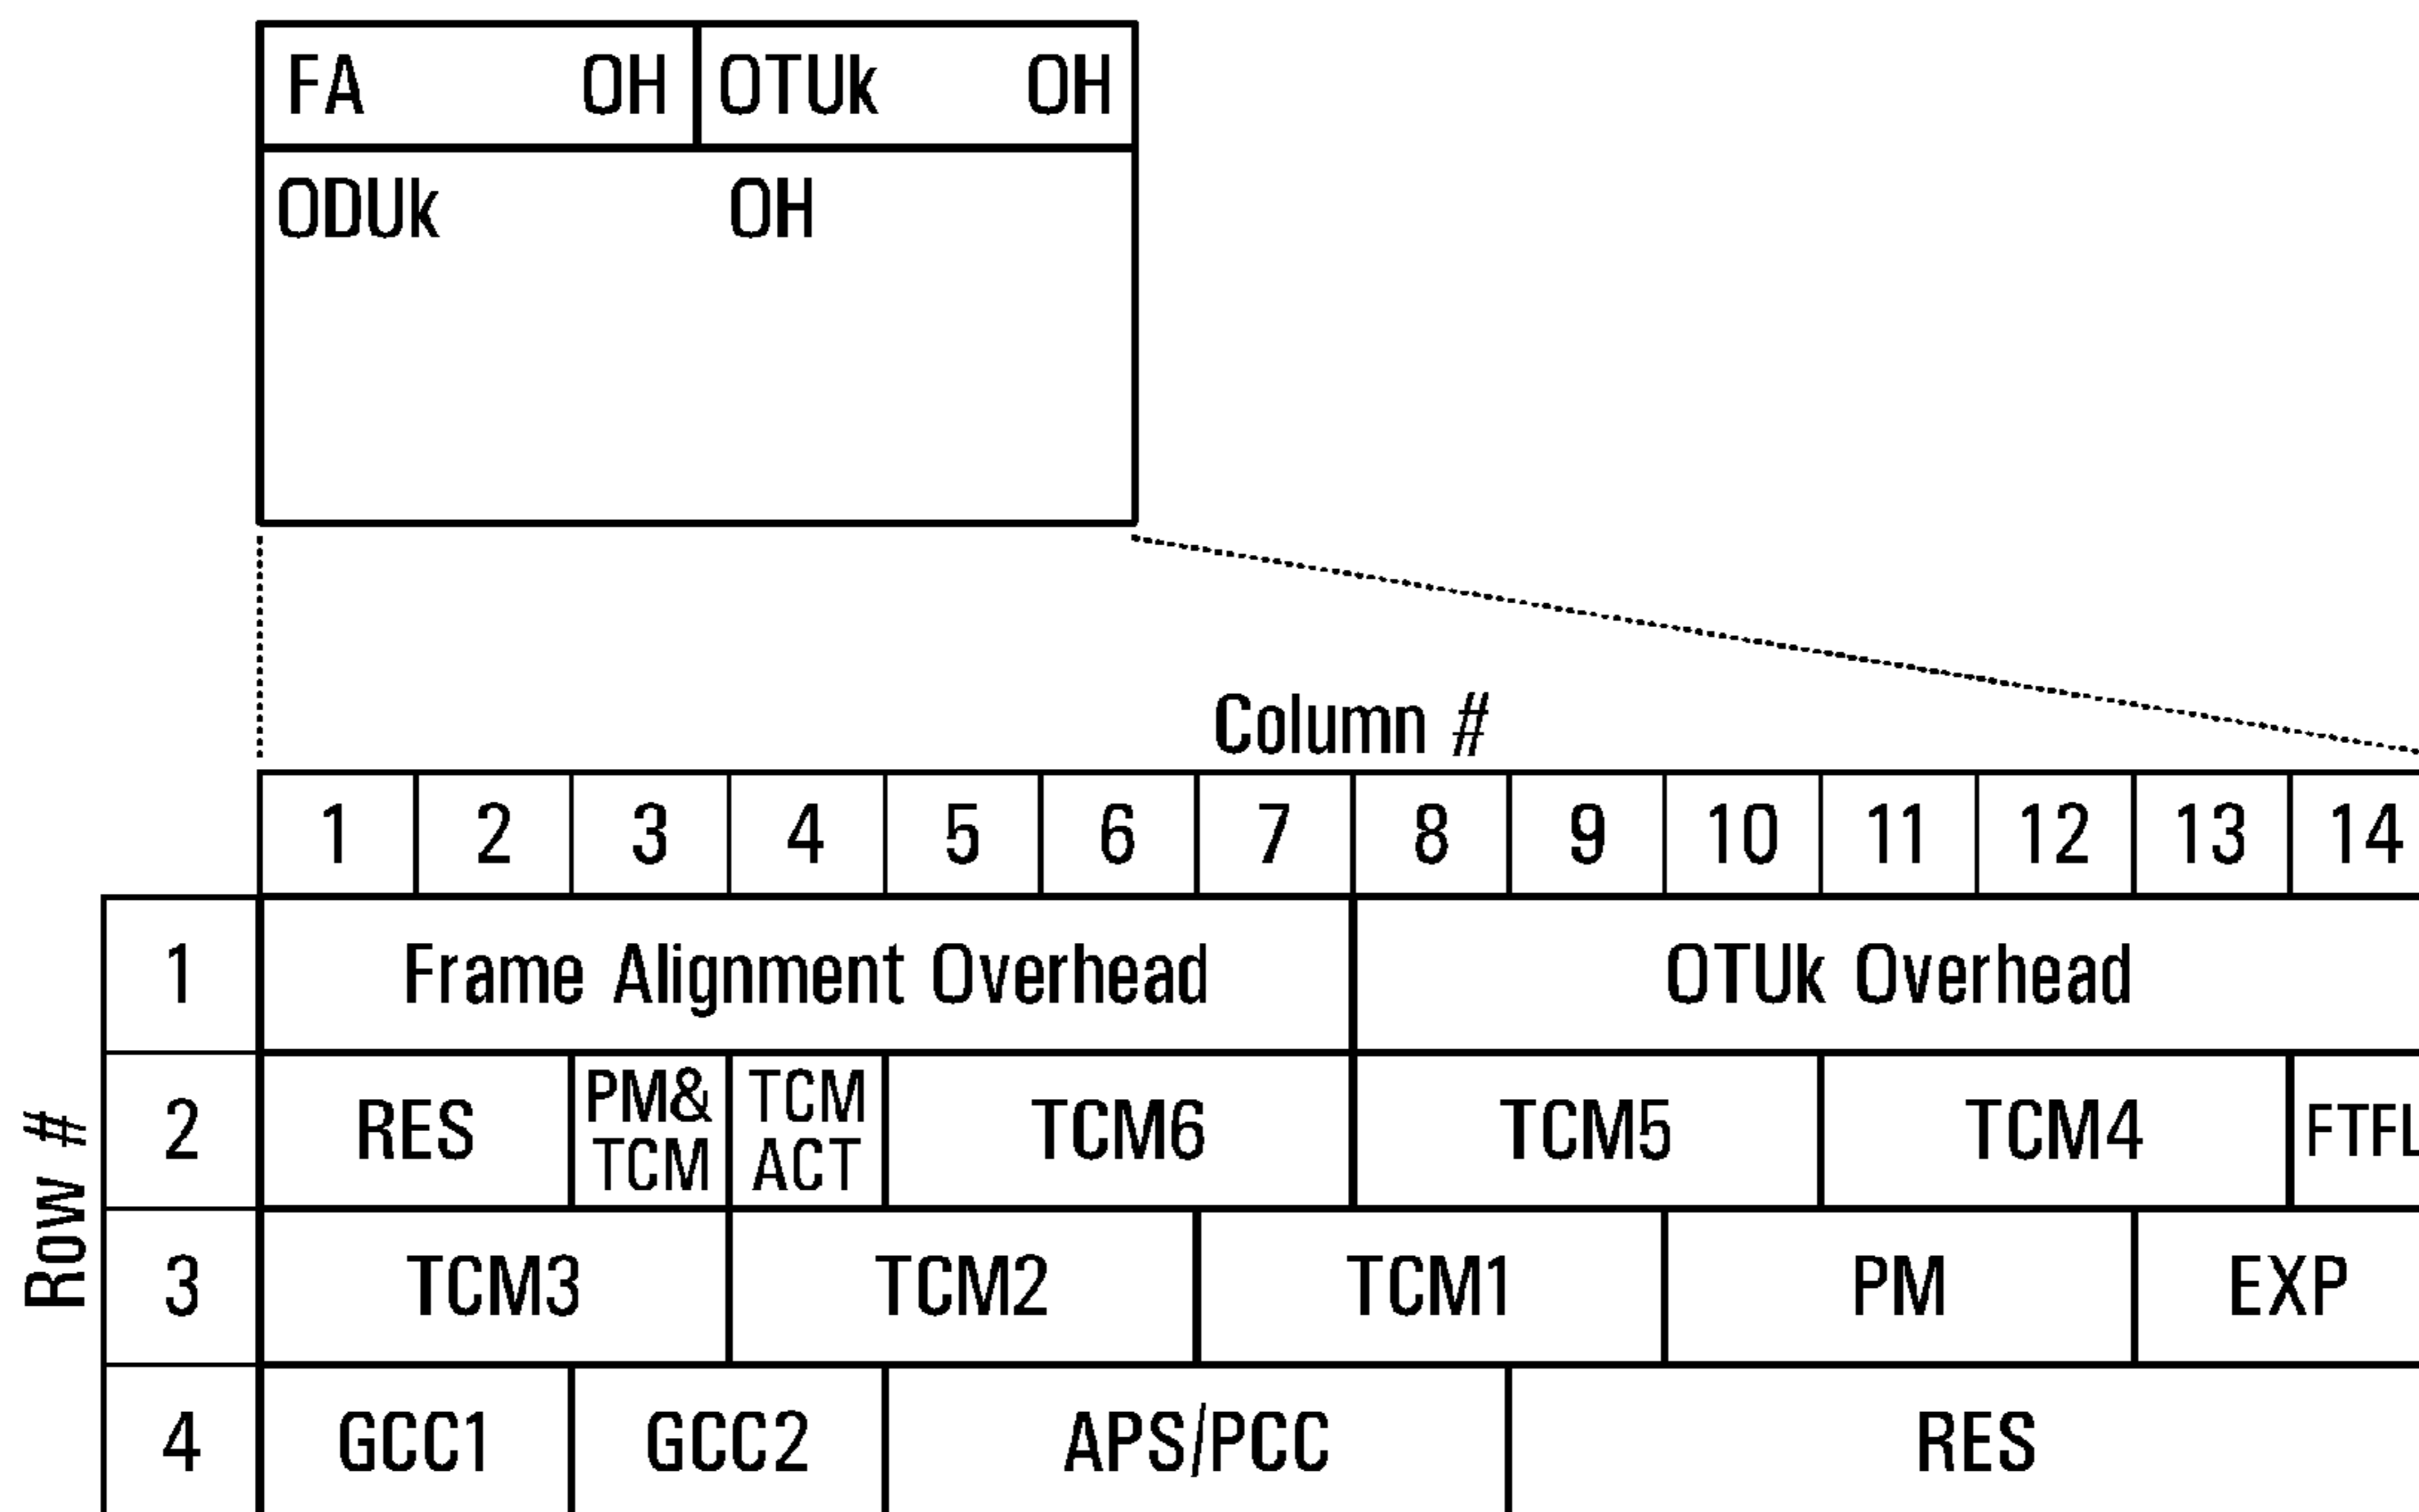 FA OH OTUk OH
ODUk OH
Column #
1 2 3 4 5 6 7 8 9 10 11 12 13 14
Row #
1 Frame Alignment Overhead OTUk Overhead
2 RES PM& TCM TCM ACT TCM6 TCM5 TCM4 FTFL
3 TCM3 TCM2 TCM1 PM EXP
4 GCC1 GCC2 APS/PCC RES